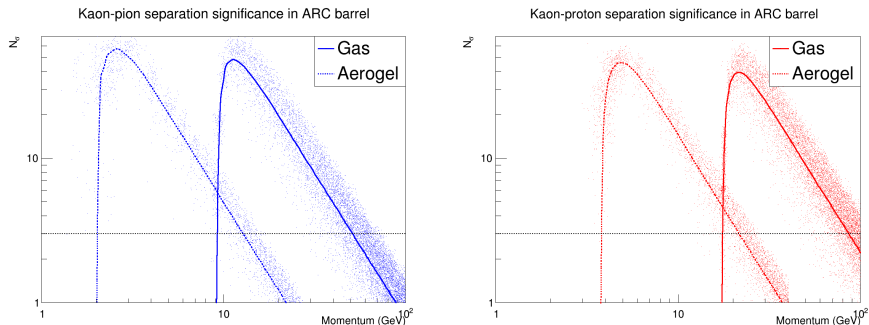 Kaon-pion separation significance in ARC barrel
Nσ
Gas
Aerogel
10
1
1
10
10²
Momentum (GeV)
Kaon-proton separation significance in ARC barrel
Nσ
Gas
Aerogel
10
1
1
10
10²
Momentum (GeV)